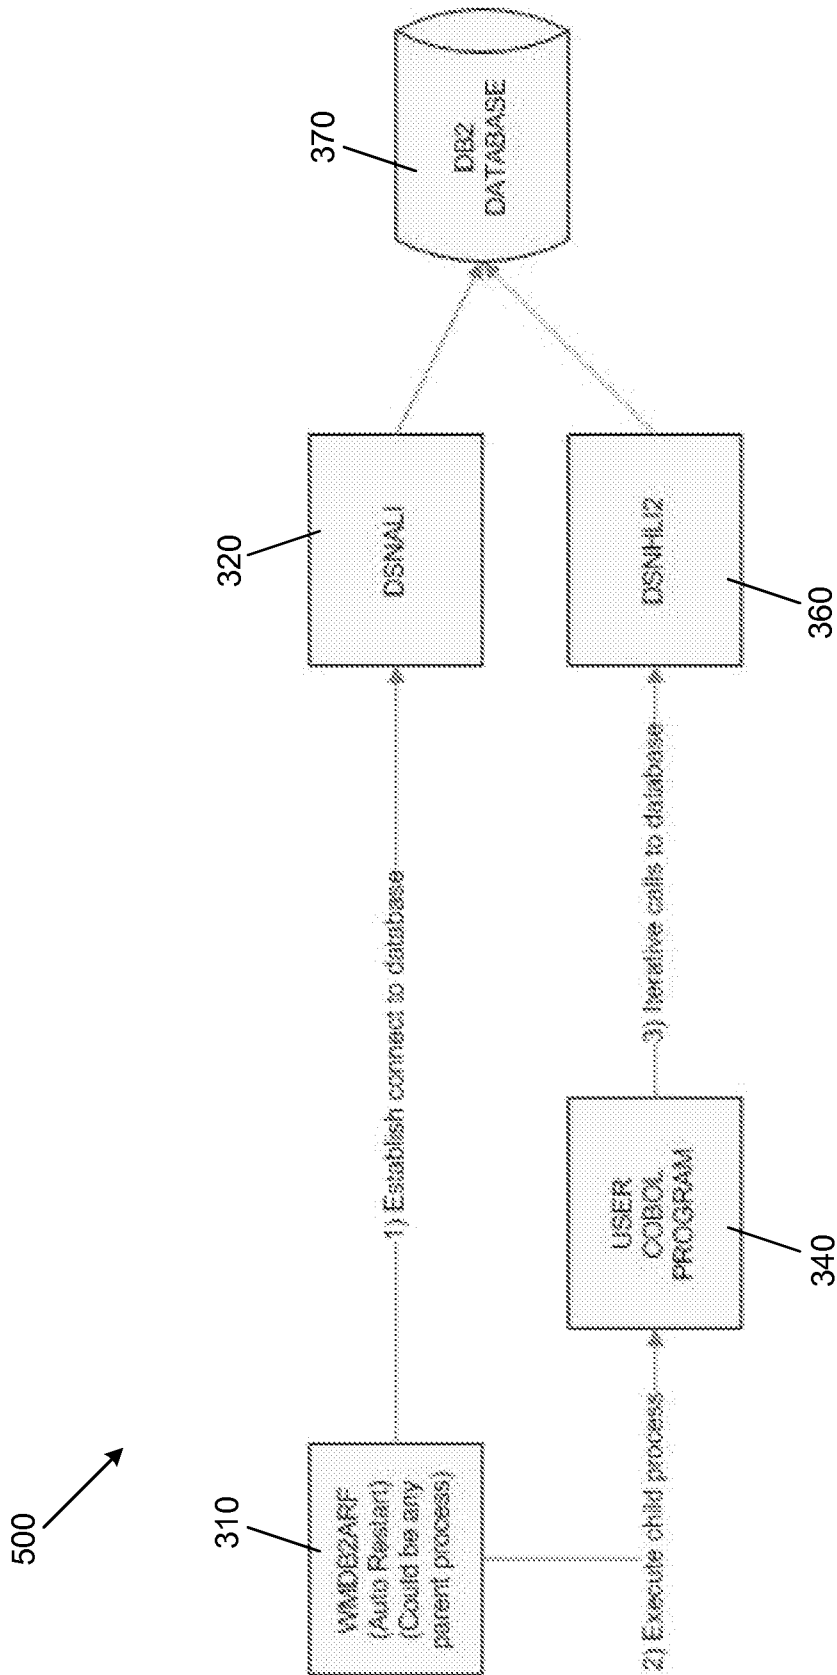 500
310
WMDB2ARF
(Auto Restart)
(Could be any
parent process)
1) Establish connect to database
320
DSNALI
370
DB2
DATABASE
2) Execute child process
USER
COBOL
PROGRAM
340
3) Iterative calls to database
DSNHLI2
360